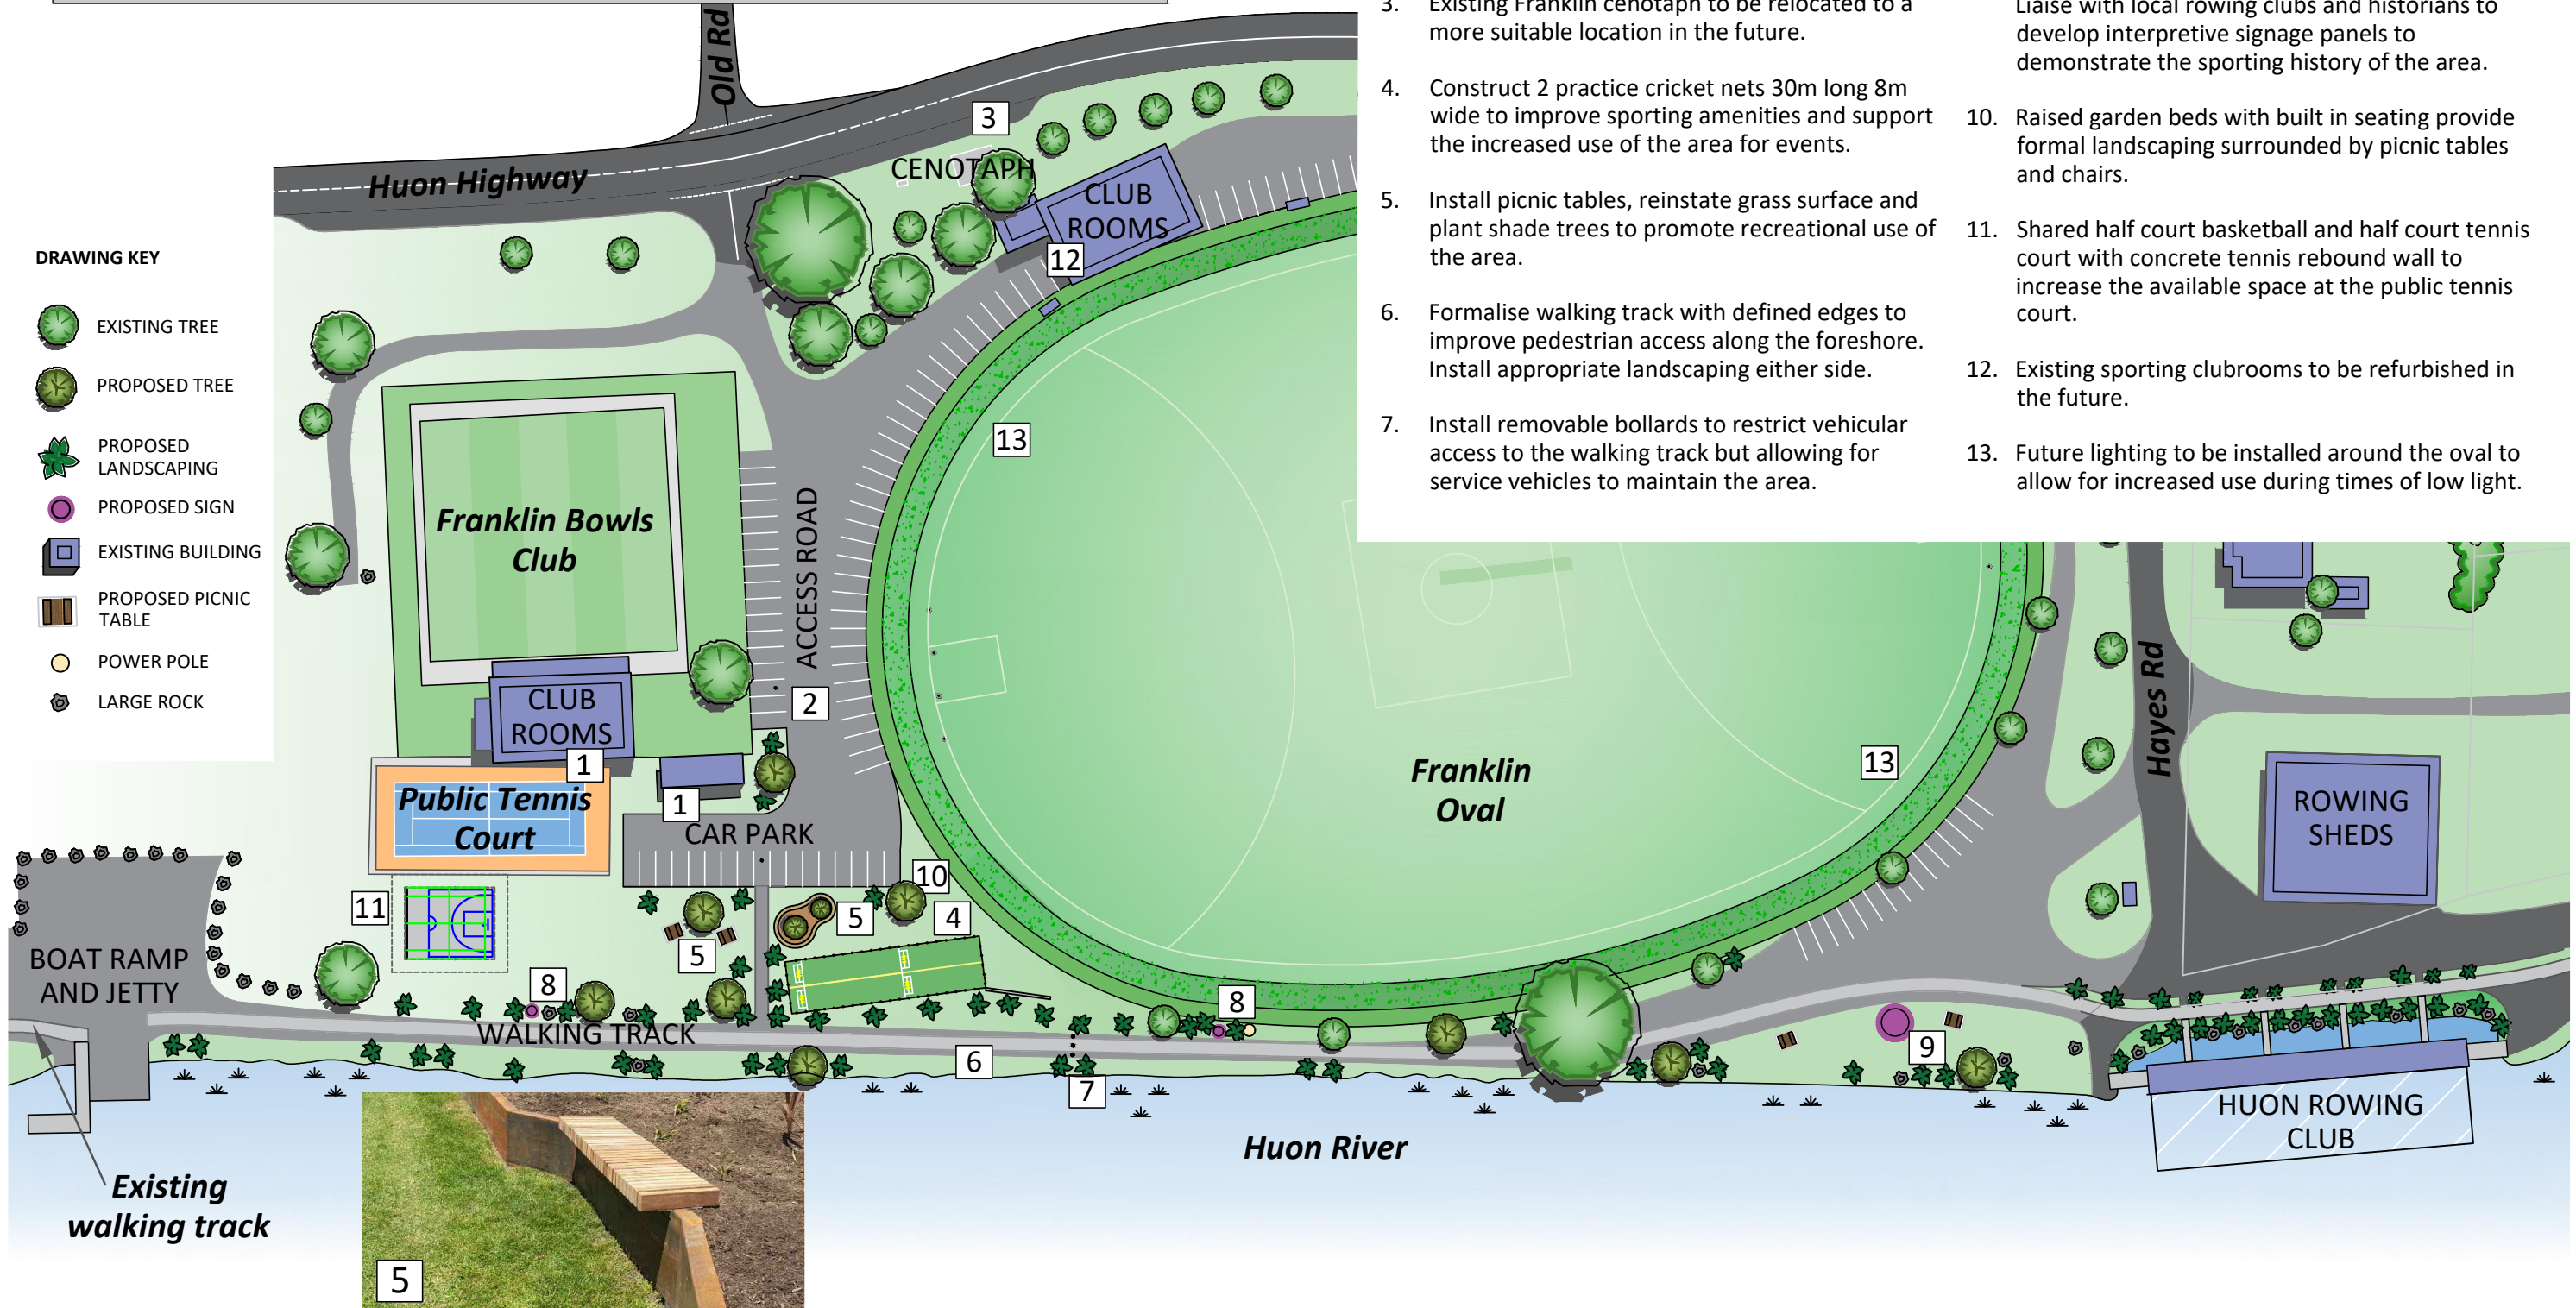 3. Existing Franklin cenotaph to be relocated to a
more suitable location in the future.
4. Construct 2 practice cricket nets 30m long 8m
wide to improve sporting amenities and support
the increased use of the area for events.
5. Install picnic tables, reinstate grass surface and
plant shade trees to promote recreational use of
the area.
6. Formalise walking track with defined edges to
improve pedestrian access along the foreshore.
Install appropriate landscaping either side.
7. Install removable bollards to restrict vehicular
access to the walking track but allowing for
service vehicles to maintain the area.
Liaise with local rowing clubs and historians to
develop interpretive signage panels to
demonstrate the sporting history of the area.
10. Raised garden beds with built in seating provide
formal landscaping surrounded by picnic tables
and chairs.
11. Shared half court basketball and half court tennis
court with concrete tennis rebound wall to
increase the available space at the public tennis
court.
12. Existing sporting clubrooms to be refurbished in
the future.
13. Future lighting to be installed around the oval to
allow for increased use during times of low light.
DRAWING KEY
EXISTING TREE
PROPOSED TREE
PROPOSED
LANDSCAPING
PROPOSED SIGN
EXISTING BUILDING
PROPOSED PICNIC
TABLE
POWER POLE
LARGE ROCK
Old Rd
Huon Highway
3
CENOTAPH
CLUB
ROOMS
12
13
Franklin Bowls
Club
ACCESS ROAD
2
CLUB
ROOMS
1
1
Public Tennis
Court
CAR PARK
Franklin
Oval
13
Hayes Rd
ROWING
SHEDS
10
11
5
4
5
BOAT RAMP
AND JETTY
8
8
WALKING TRACK
6
7
9
HUON ROWING
CLUB
Huon River
Existing
walking track
5